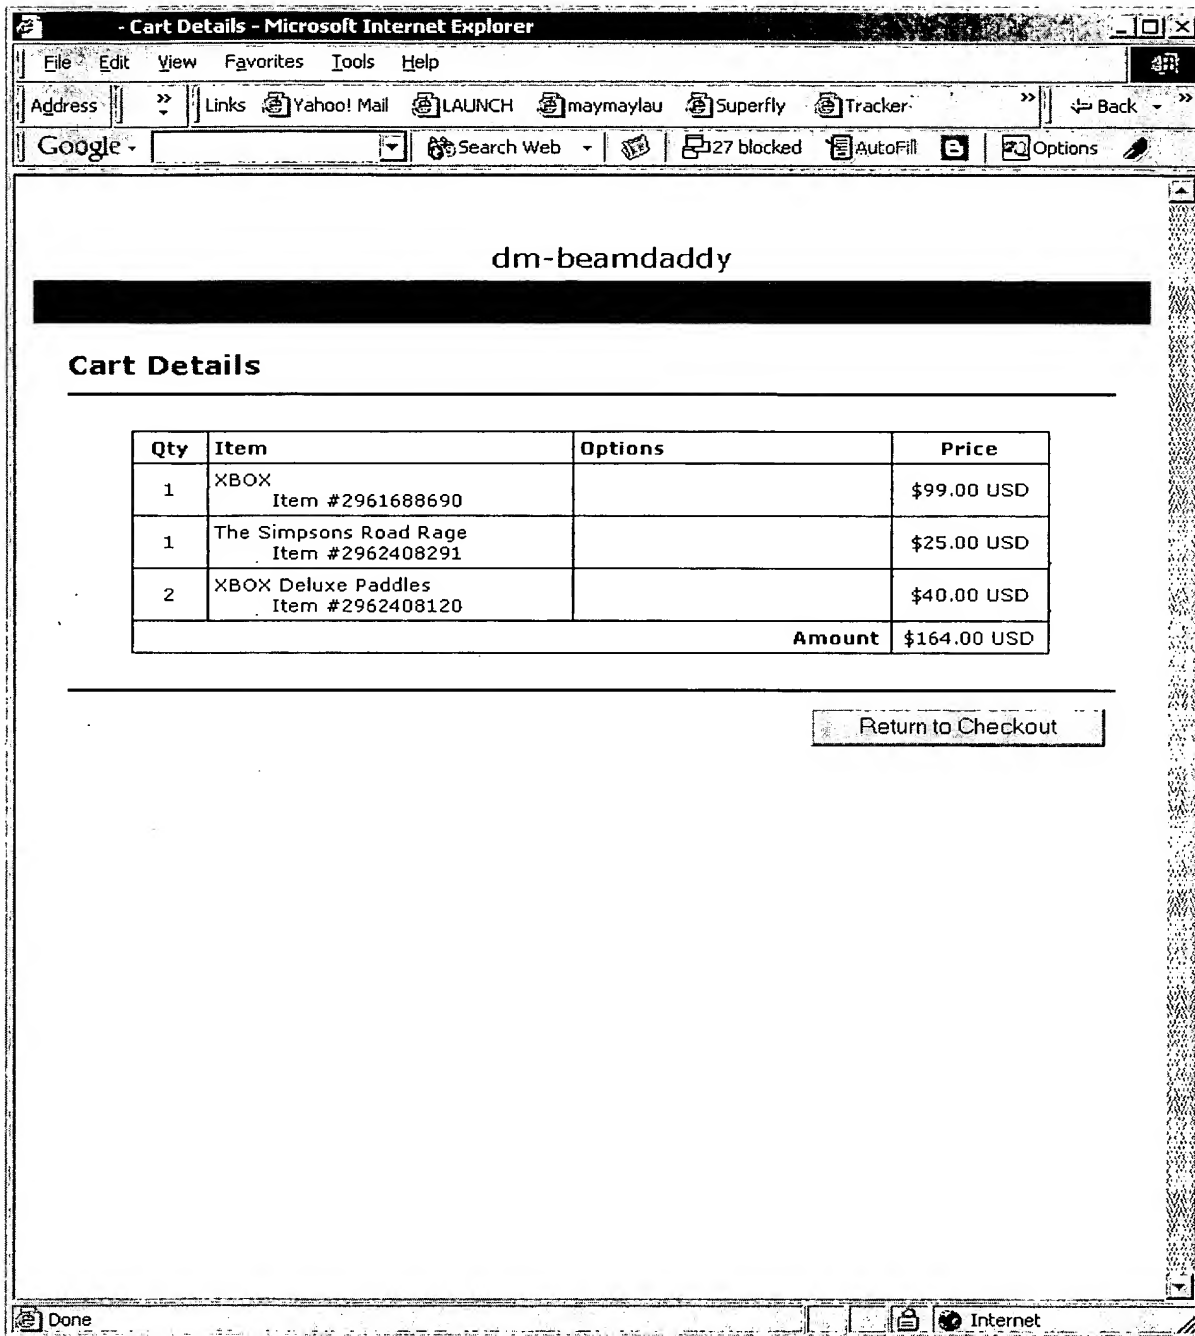 - Cart Details - Microsoft Internet Explorer
File Edit View Favorites Tools Help
Address » Links Yahoo! Mail LAUNCH maymaylau Superfly Tracker » Back »
Google Search Web 27 blocked AutoFill Options
dm-beamdaddy
Cart Details
Qty Item Options Price
1 XBOX $99.00 USD
Item #2961688690
1 The Simpsons Road Rage $25.00 USD
Item #2962408291
2 XBOX Deluxe Paddles $40.00 USD
Item #2962408120
Amount $164.00 USD
Return to Checkout
Done Internet